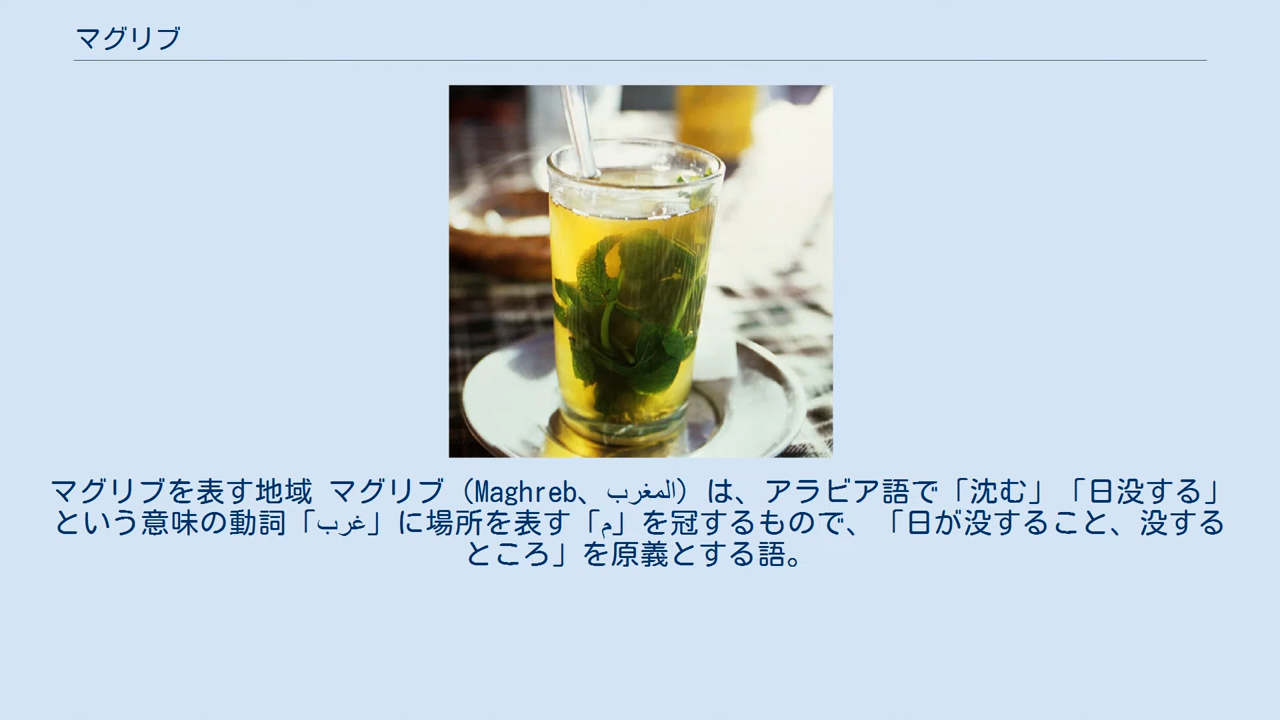 マグリブ
マグリブを表す地域 マグリブ（Maghreb、المغرب）は、アラビア語で「沈む」「日没する」
という意味の動詞「غرب」に場所を表す「م」を冠するもので、「日が没すること、没する
ところ」を原義とする語。